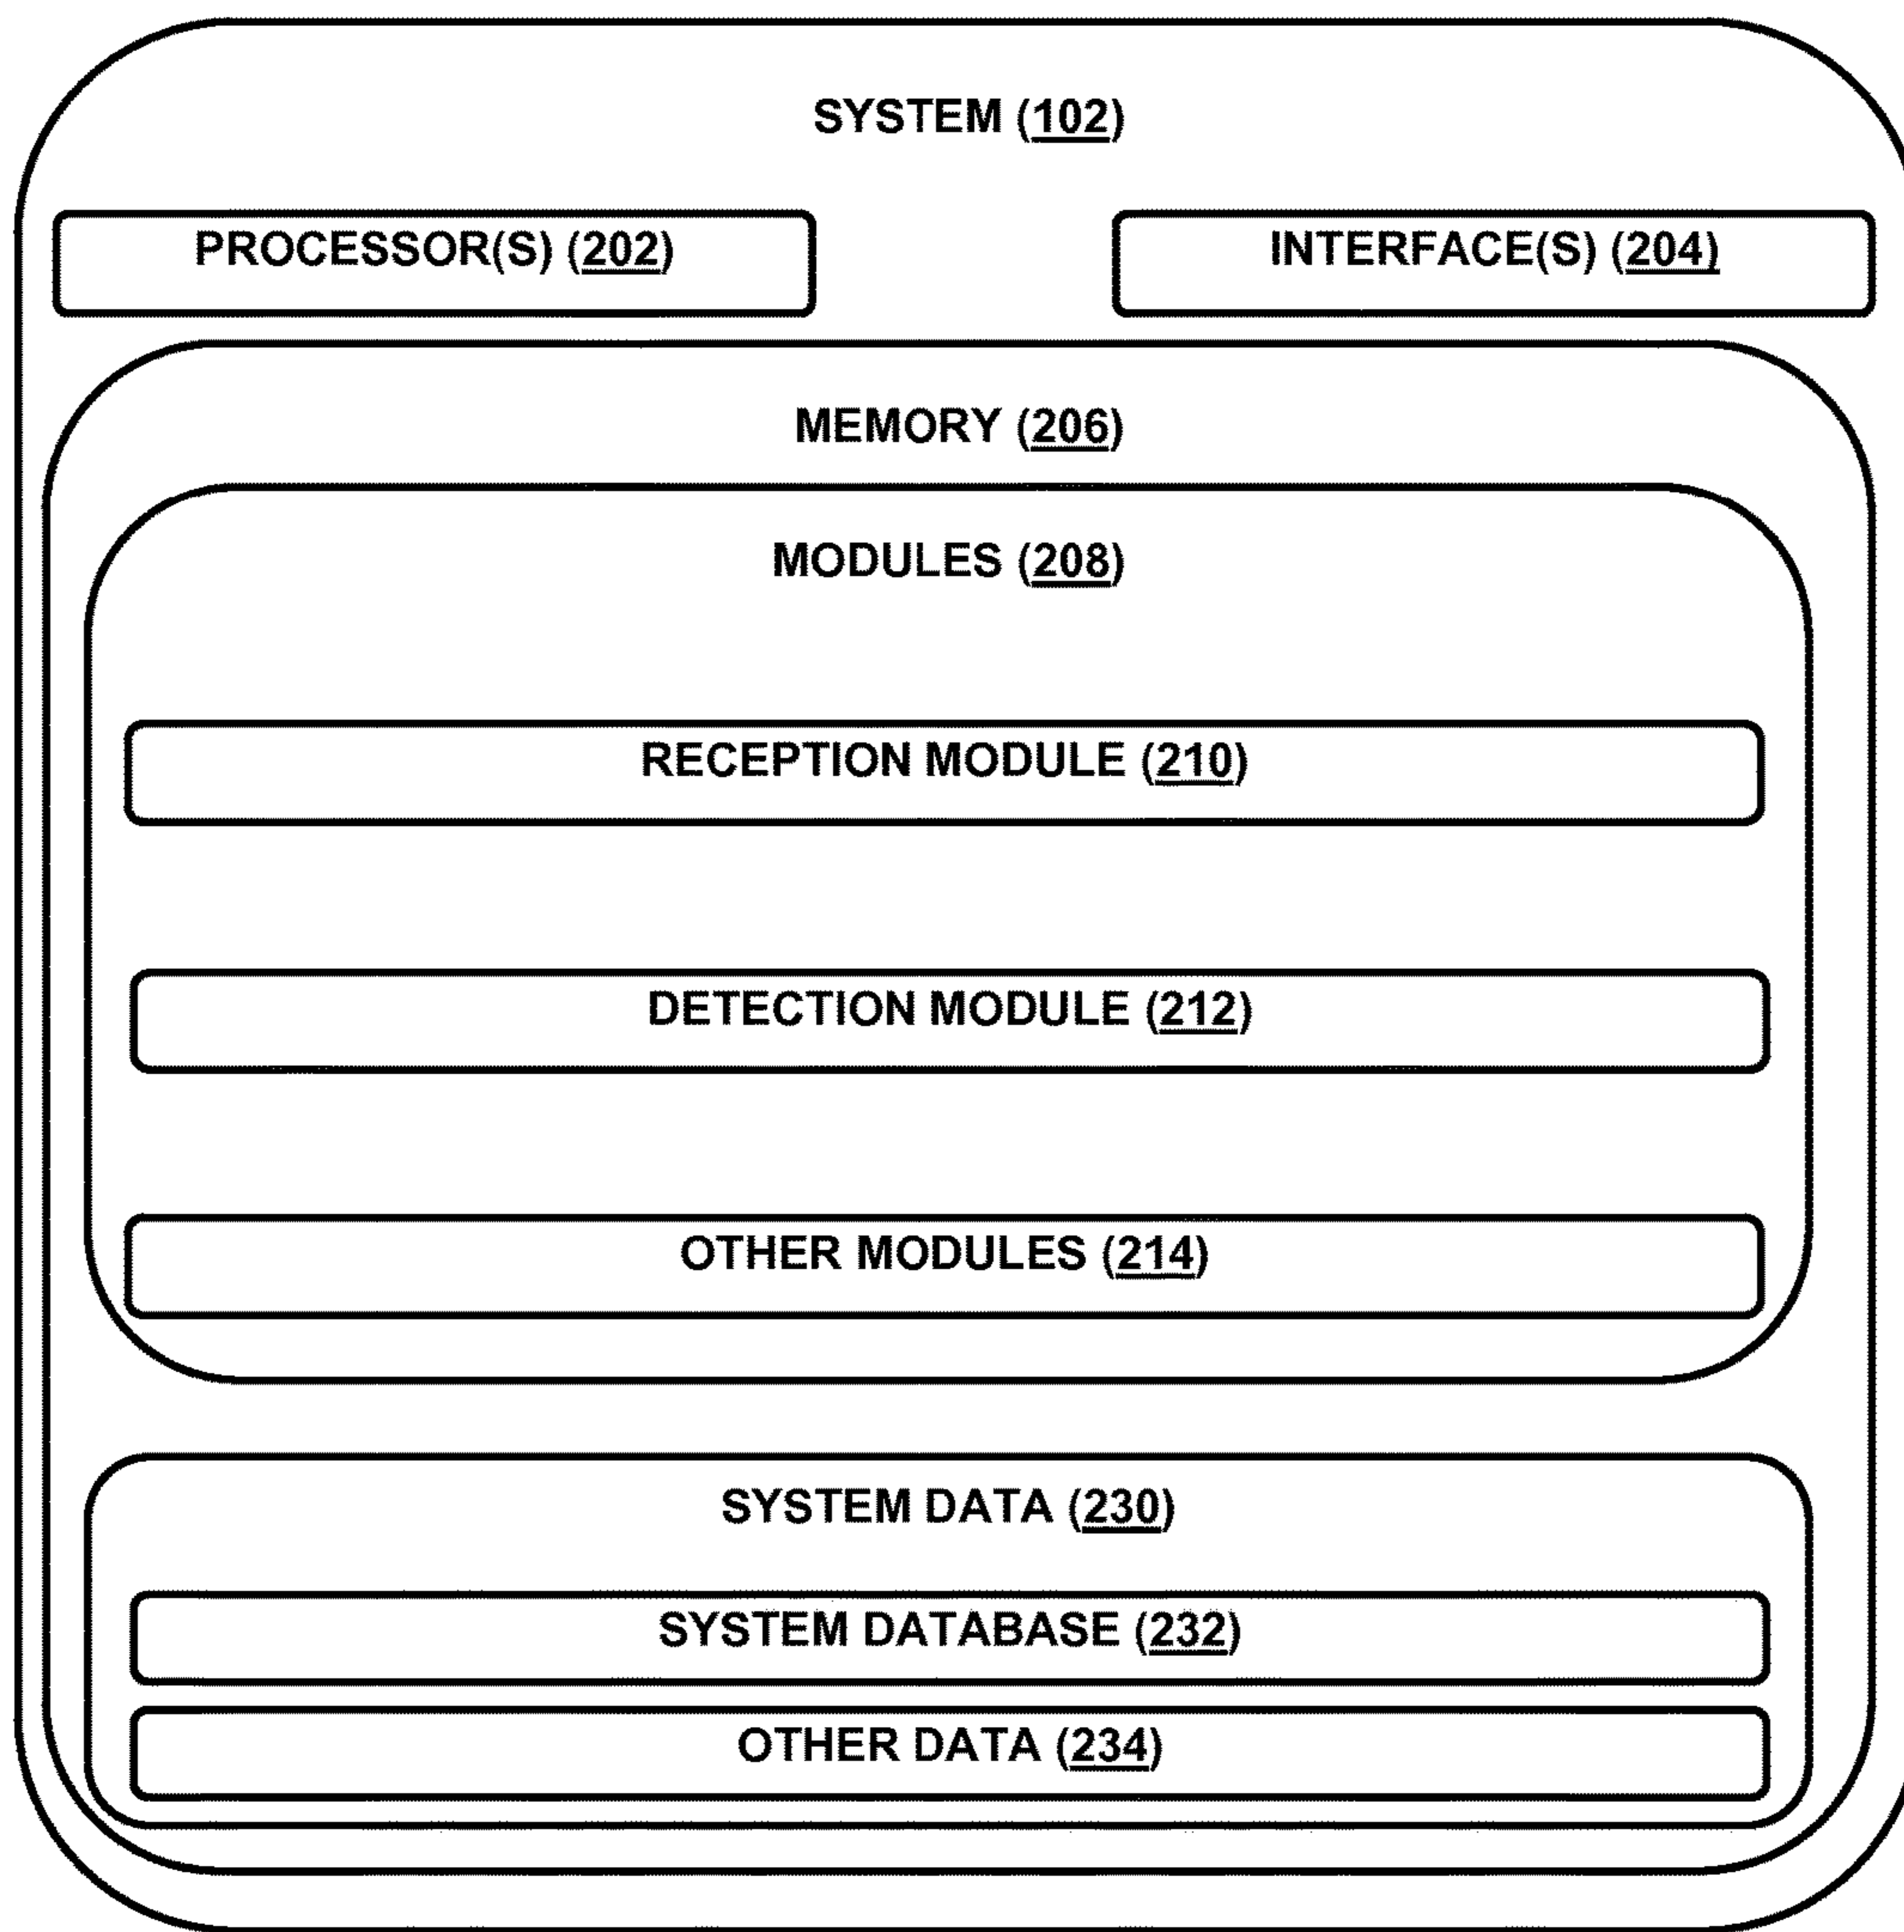 SYSTEM (102)
PROCESSOR(S) (202)
INTERFACE(S) (204)
MEMORY (206)
MODULES (208)
RECEPTION MODULE (210)
DETECTION MODULE (212)
OTHER MODULES (214)
SYSTEM DATA (230)
SYSTEM DATABASE (232)
OTHER DATA (234)